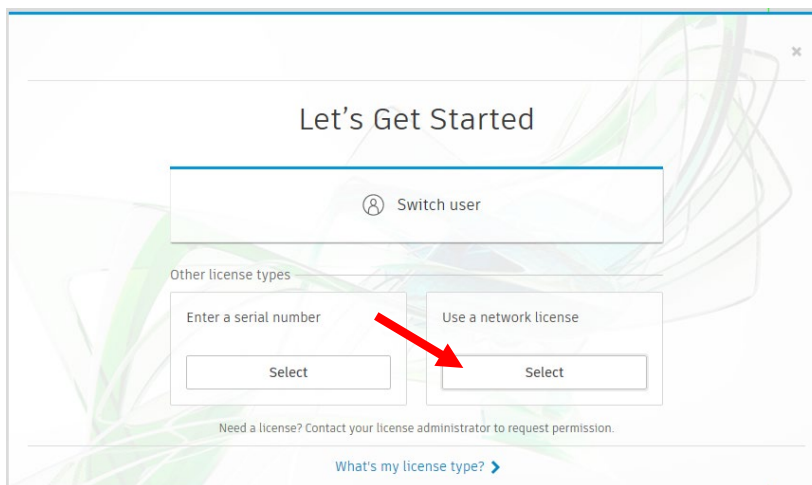 Let's Get Started
Switch user
Other license types
Enter a serial number
Select
Use a network license
Select
Need a license? Contact your license administrator to request permission.
What's my license type?